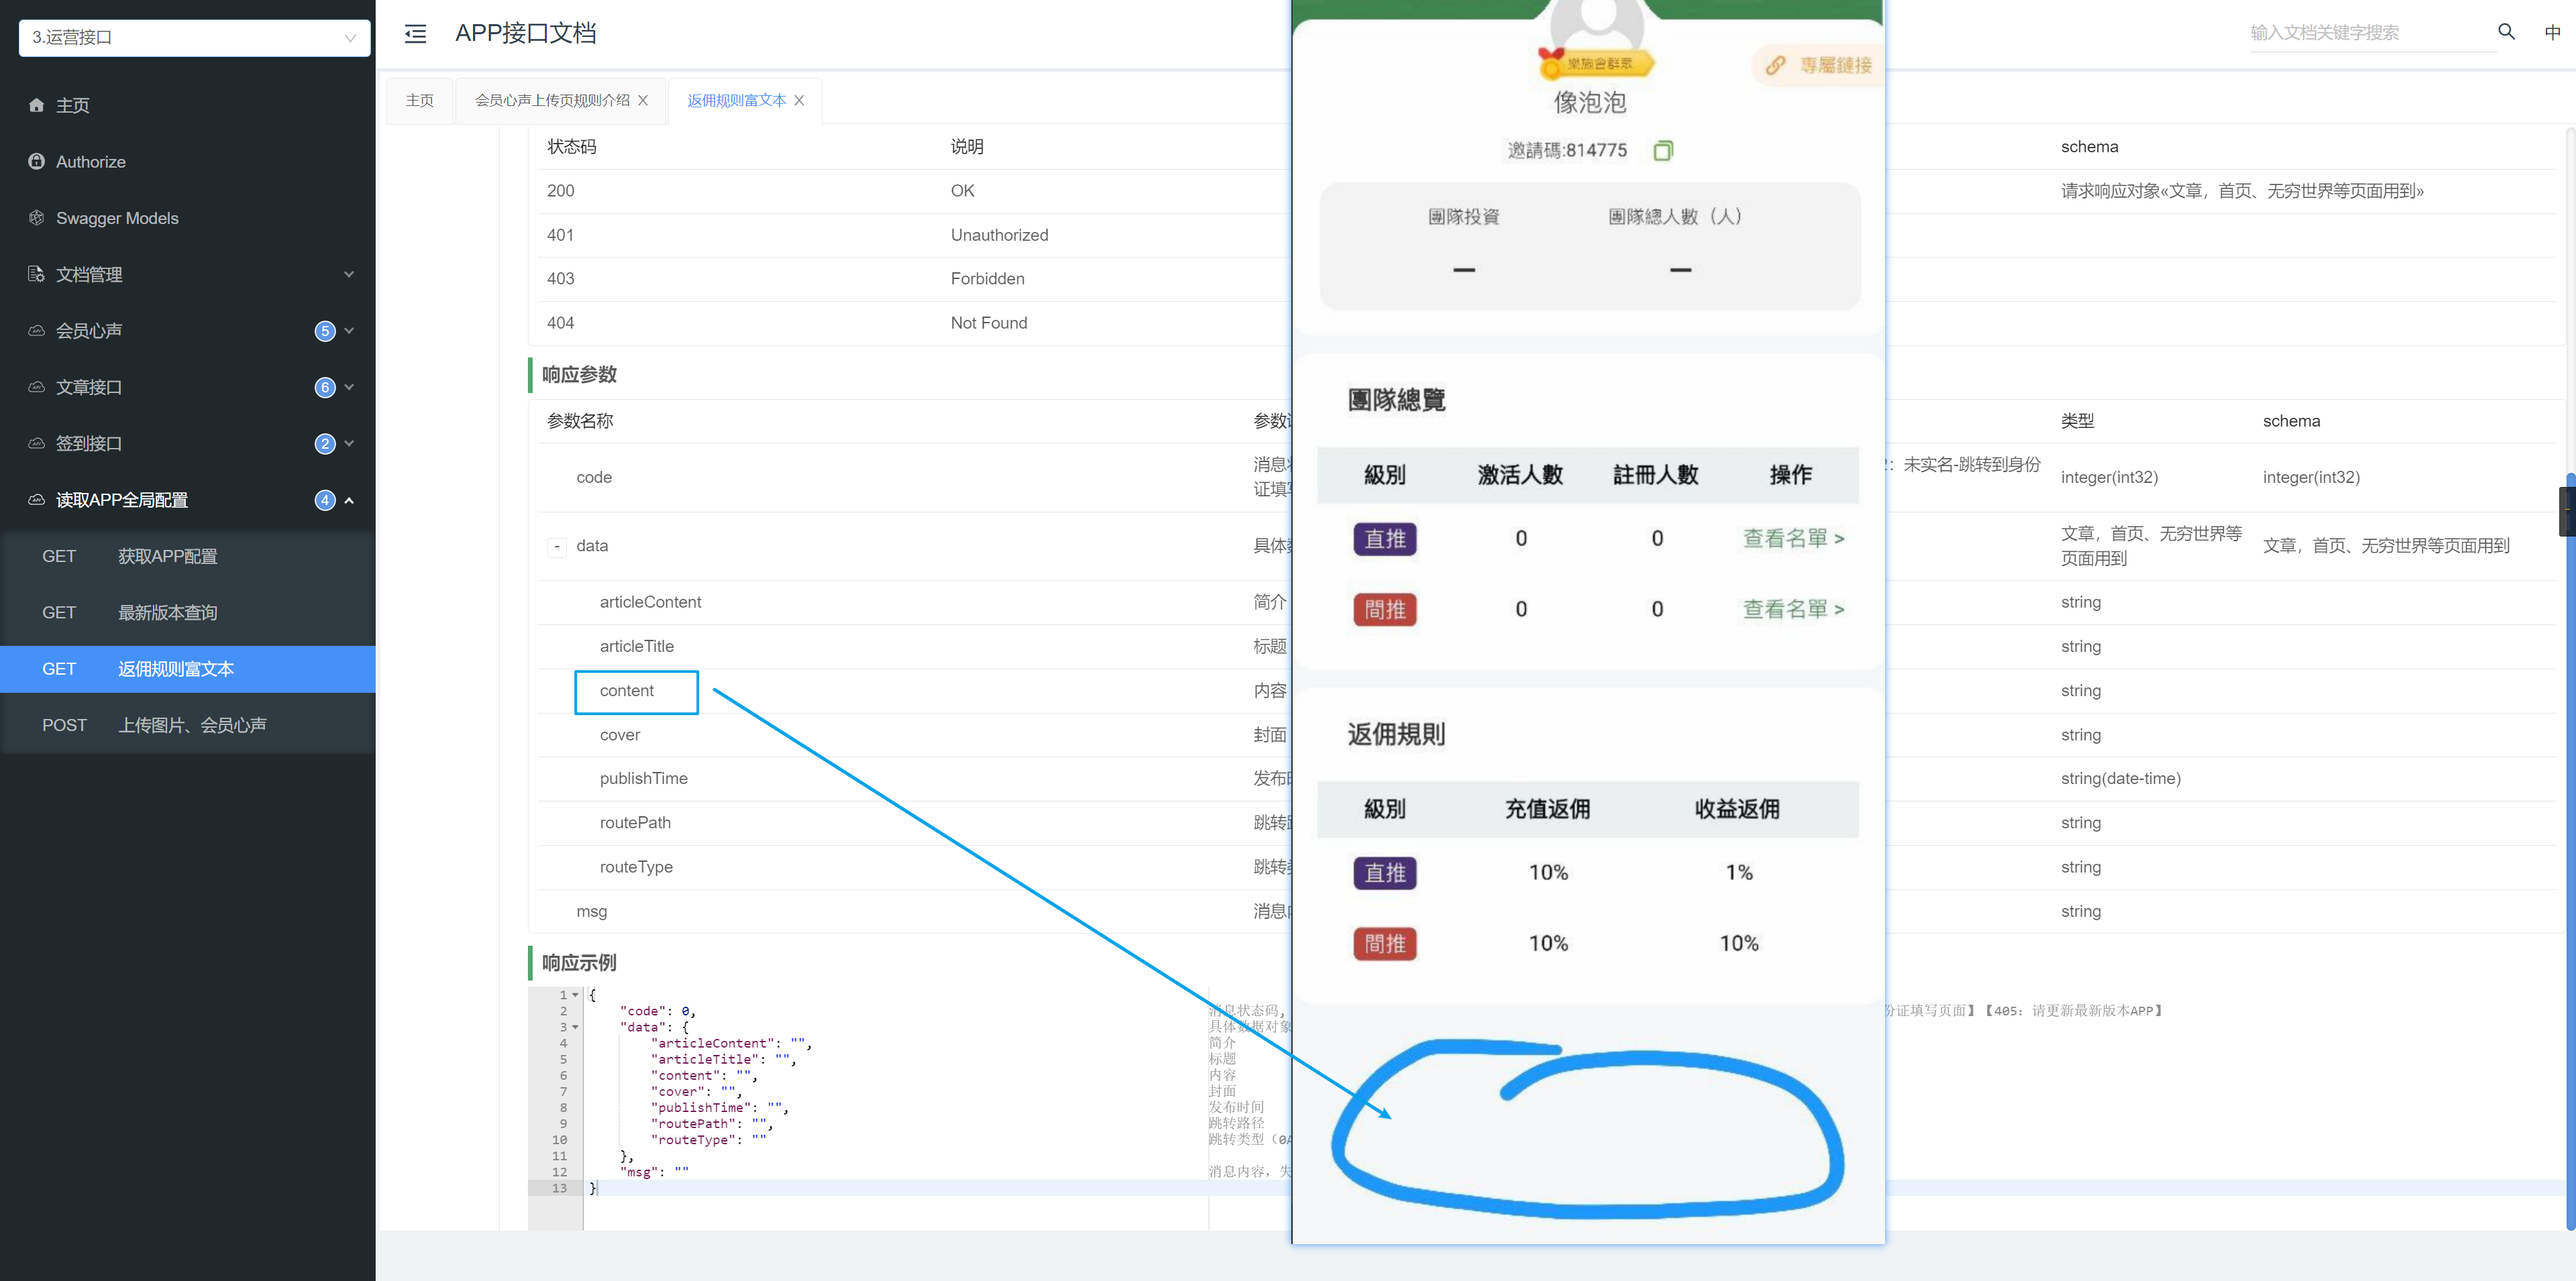 3.运营接口
主页
Authorize
Swagger Models
文档管理
会员心声 5
文章接口 6
签到接口 2
读取APP全局配置 4
GET 获取APP配置
GET 最新版本查询
GET 返佣规则富文本
POST 上传图片、会员心声
APP接口文档
输入文档关键字搜索
中
主页 会员心声上传页规则介绍 返佣规则富文本
状态码 说明 schema
200 OK 请求响应对象«文章，首页、无穷世界等页面用到»
401 Unauthorized
403 Forbidden
404 Not Found
响应参数
参数名称 参数 类型 schema
code 消息 ：未实名-跳转到身份
证填 integer(int32) integer(int32)
- data 具体 文章，首页、无穷世界等
页面用到 文章，首页、无穷世界等页面用到
articleContent 简介 string
articleTitle 标题 string
content 内容 string
cover 封面 string
publishTime 发布 string(date-time)
routePath 跳转 string
routeType 跳转 string
msg 消息 string
响应示例
1 {
2 "code": 0, 消息状态码, 份证填写页面】【405：请更新最新版本APP】
3 "data": { 具体数据对象
4 "articleContent": "", 简介
5 "articleTitle": "", 标题
6 "content": "", 内容
7 "cover": "", 封面
8 "publishTime": "", 发布时间
9 "routePath": "", 跳转路径
10 "routeType": "" 跳转类型（0A
11 },
12 "msg": "" 消息内容，失
13 }
樂施會群眾
專屬鏈接
像泡泡
邀請碼:814775
團隊投資 團隊總人數（人）
— —
團隊總覽
級別 激活人數 註冊人數 操作
直推 0 0 查看名單 >
間推 0 0 查看名單 >
返佣規則
級別 充值返佣 收益返佣
直推 10% 1%
間推 10% 10%